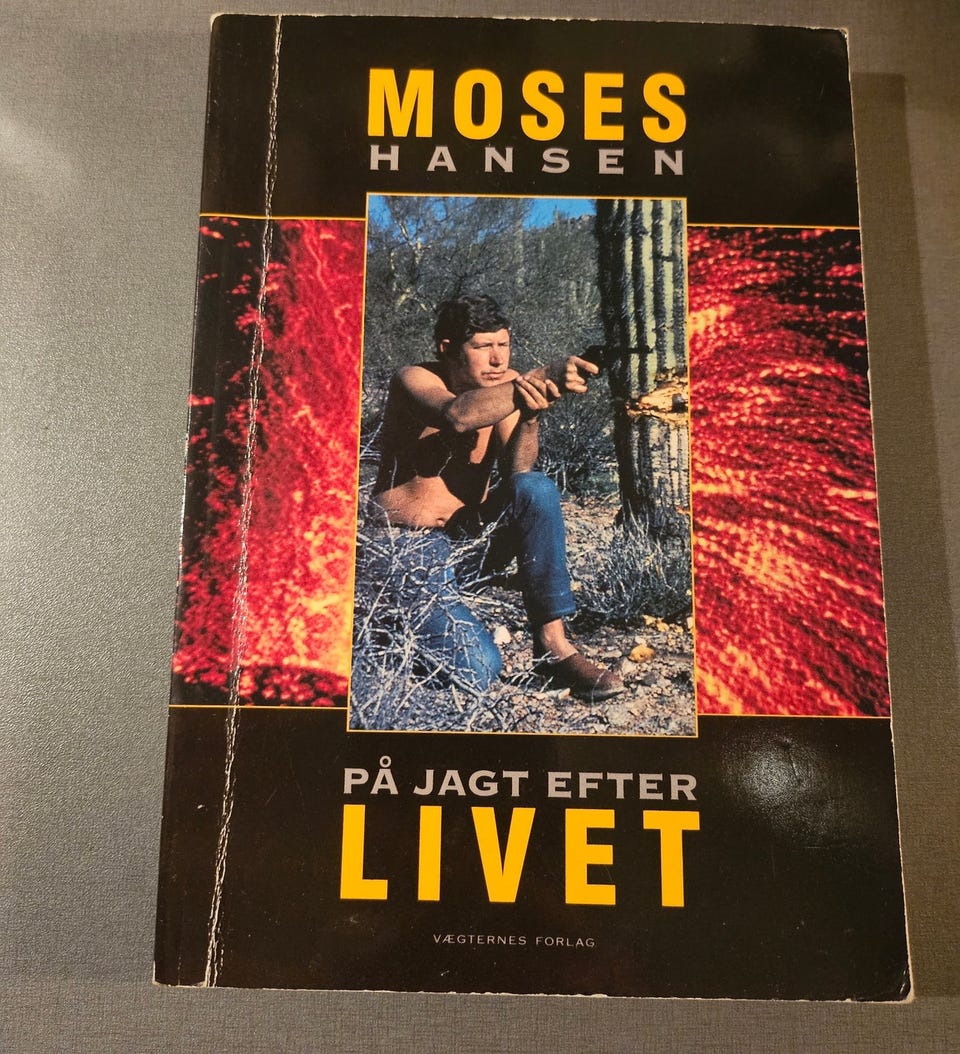 MOSES
HANSEN
PÅ JAGT EFTER
LIVET
VÆGTERNES FORLAG